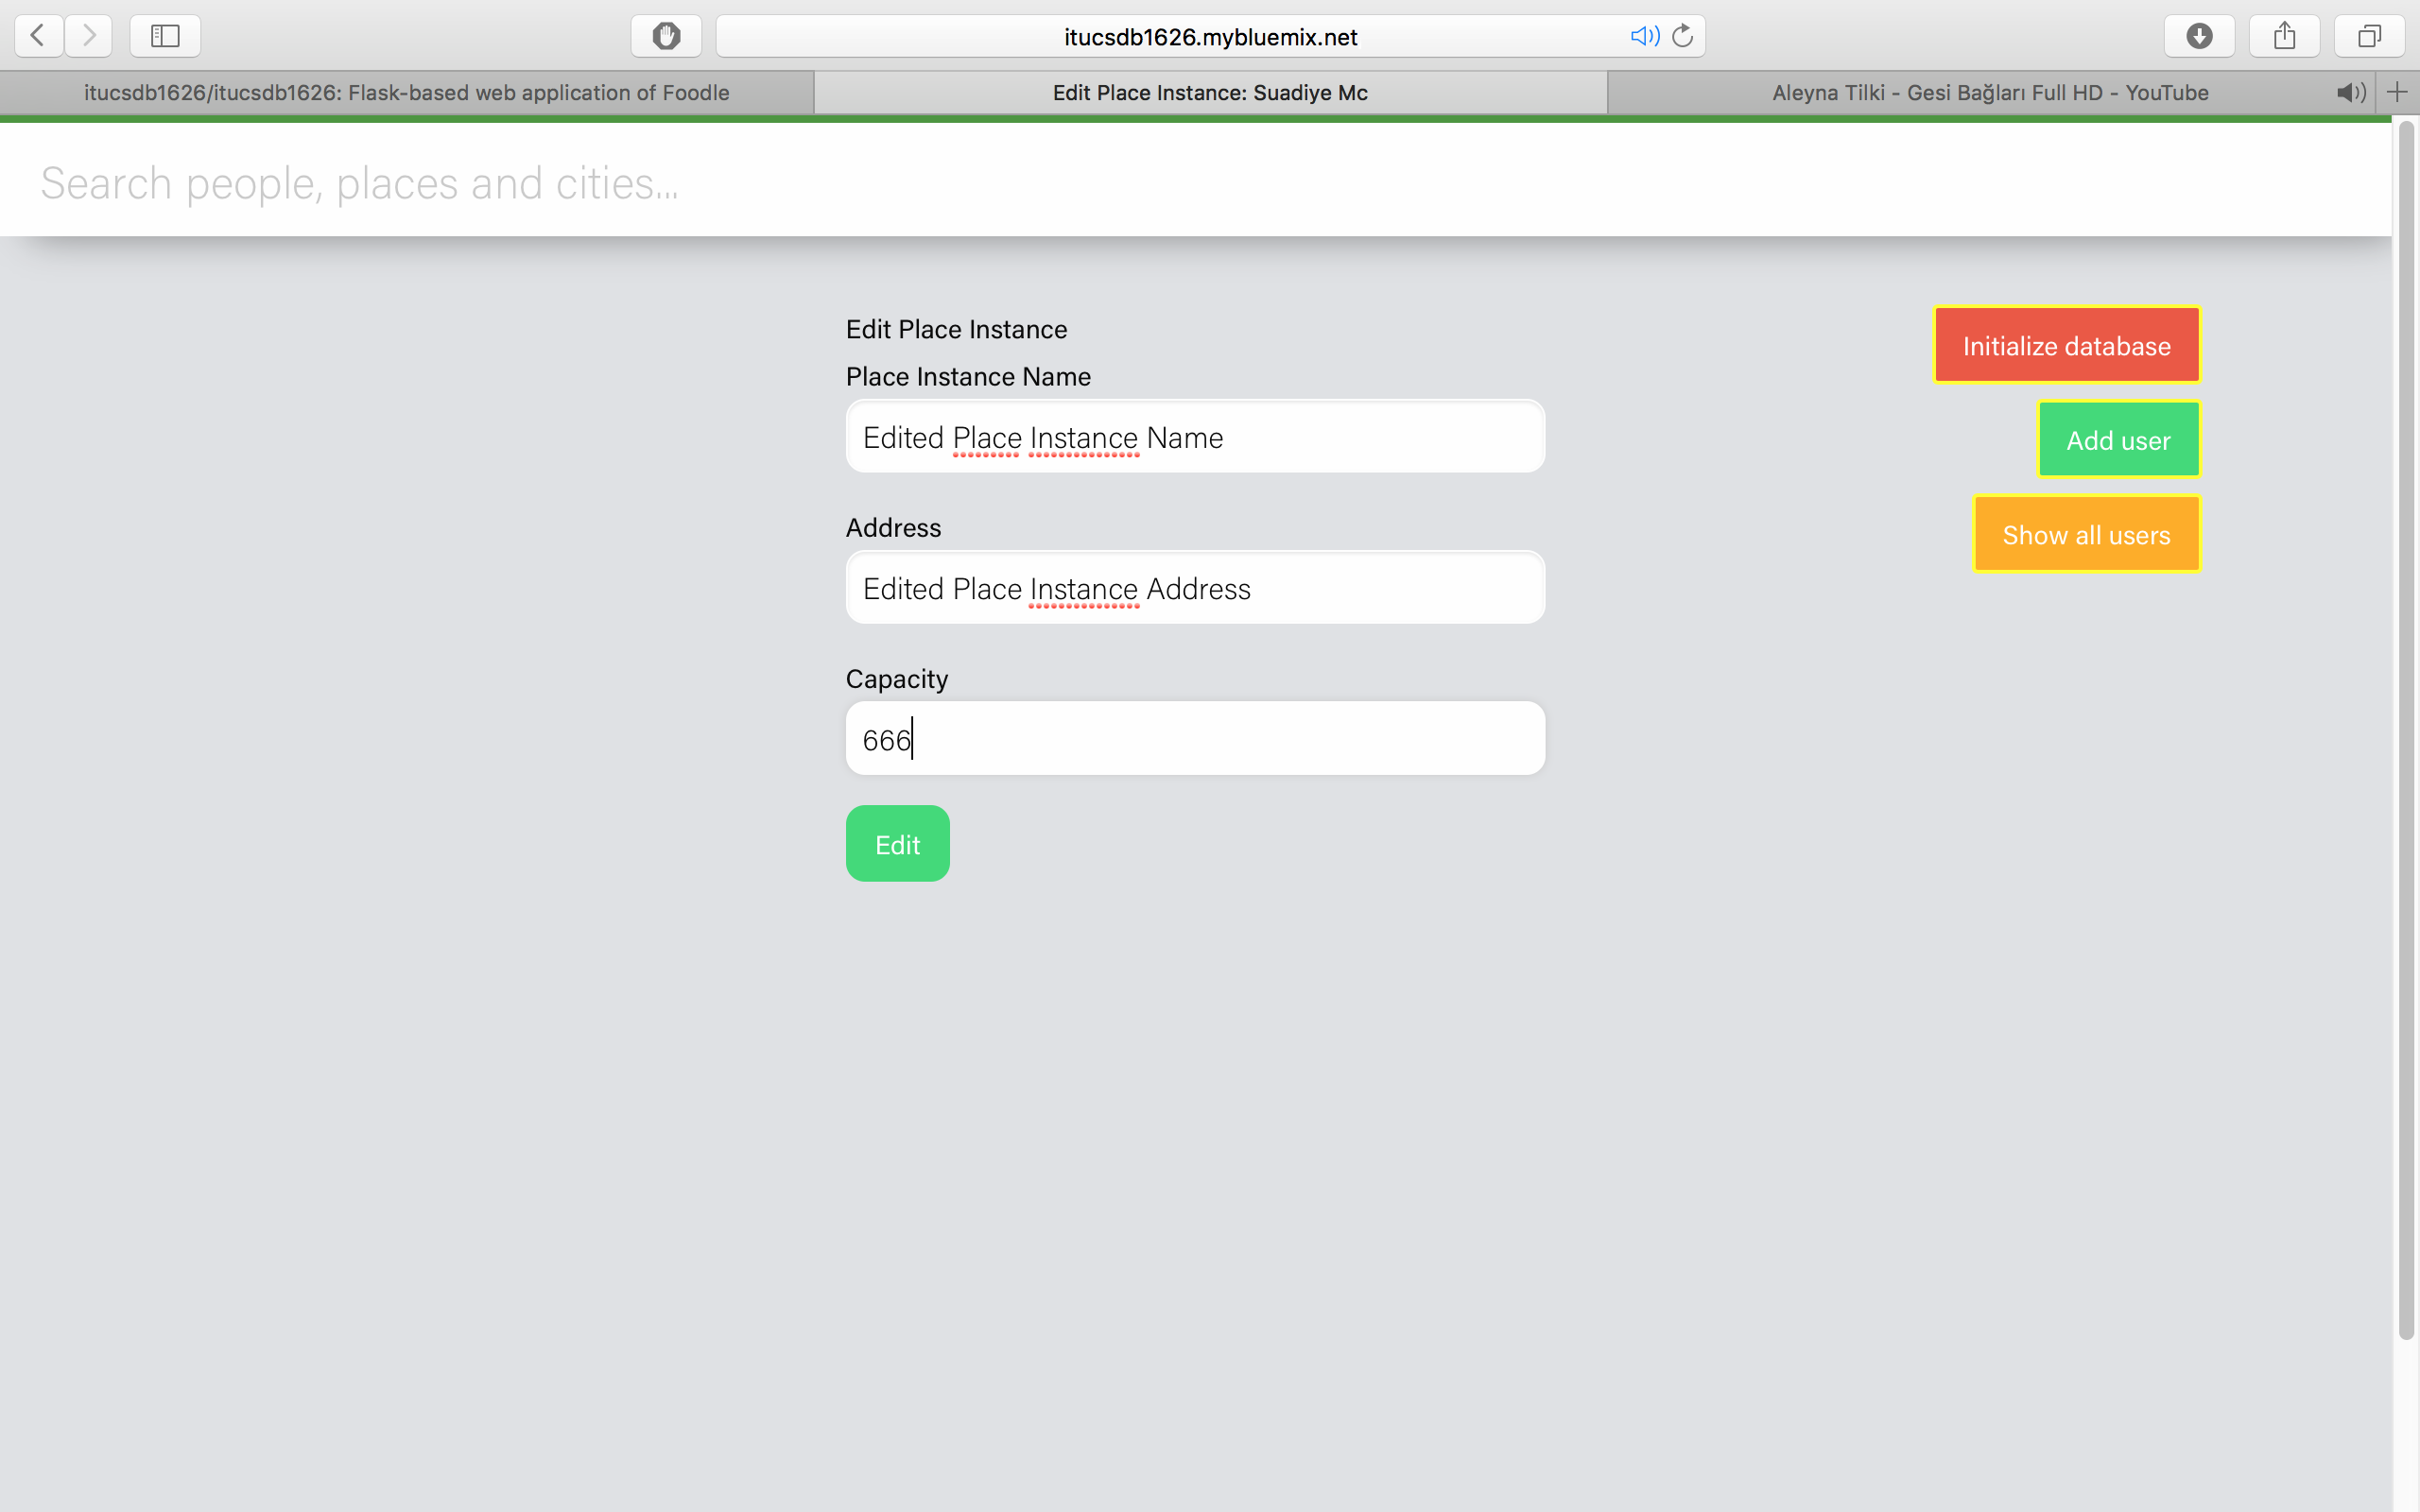 itucsdb1626.mybluemix.net
itucsdb1626/itucsdb1626: Flask-based web application of Foodle
Edit Place Instance: Suadiye Mc
Aleyna Tilki - Gesi Bağları Full HD - YouTube
Search people, places and cities...
Edit Place Instance
Place Instance Name
Edited Place Instance Name
Address
Edited Place Instance Address
Capacity
666
Edit
Initialize database
Add user
Show all users